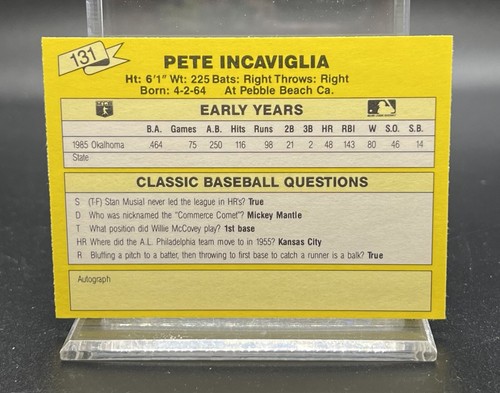 131
PETE INCAVIGLIA
Ht: 6'1" Wt: 225 Bats: Right Throws: Right
Born: 4-2-64 At Pebble Beach Ca.
EARLY YEARS
B.A. Games A.B. Hits Runs 2B 3B HR RBI W S.O. S.B.
1985 Okalhoma .464 75 250 116 98 21 2 48 143 80 46 14
State
CLASSIC BASEBALL QUESTIONS
S (T-F) Stan Musial never led the league in HR's? True
D Who was nicknamed the "Commerce Comet"? Mickey Mantle
T What position did Willie McCovey play? 1st base
HR Where did the A.L. Philadelphia team move to in 1955? Kansas City
R Bluffing a pitch to a batter, then throwing to first base to catch a runner is a balk? True
Autograph